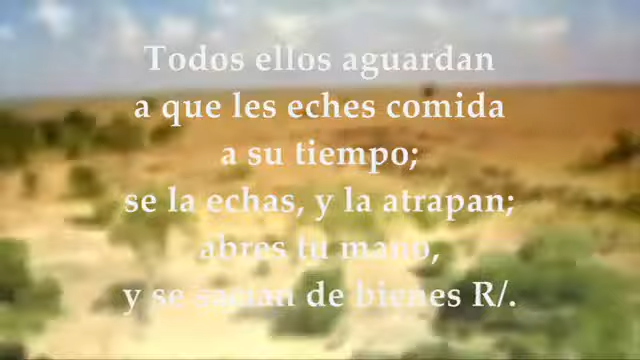 Todos ellos aguardan
a que les eches comida
a su tiempo;
se la echas, y la atrapan;
abres tu mano,
y se sacian de bienes R/.